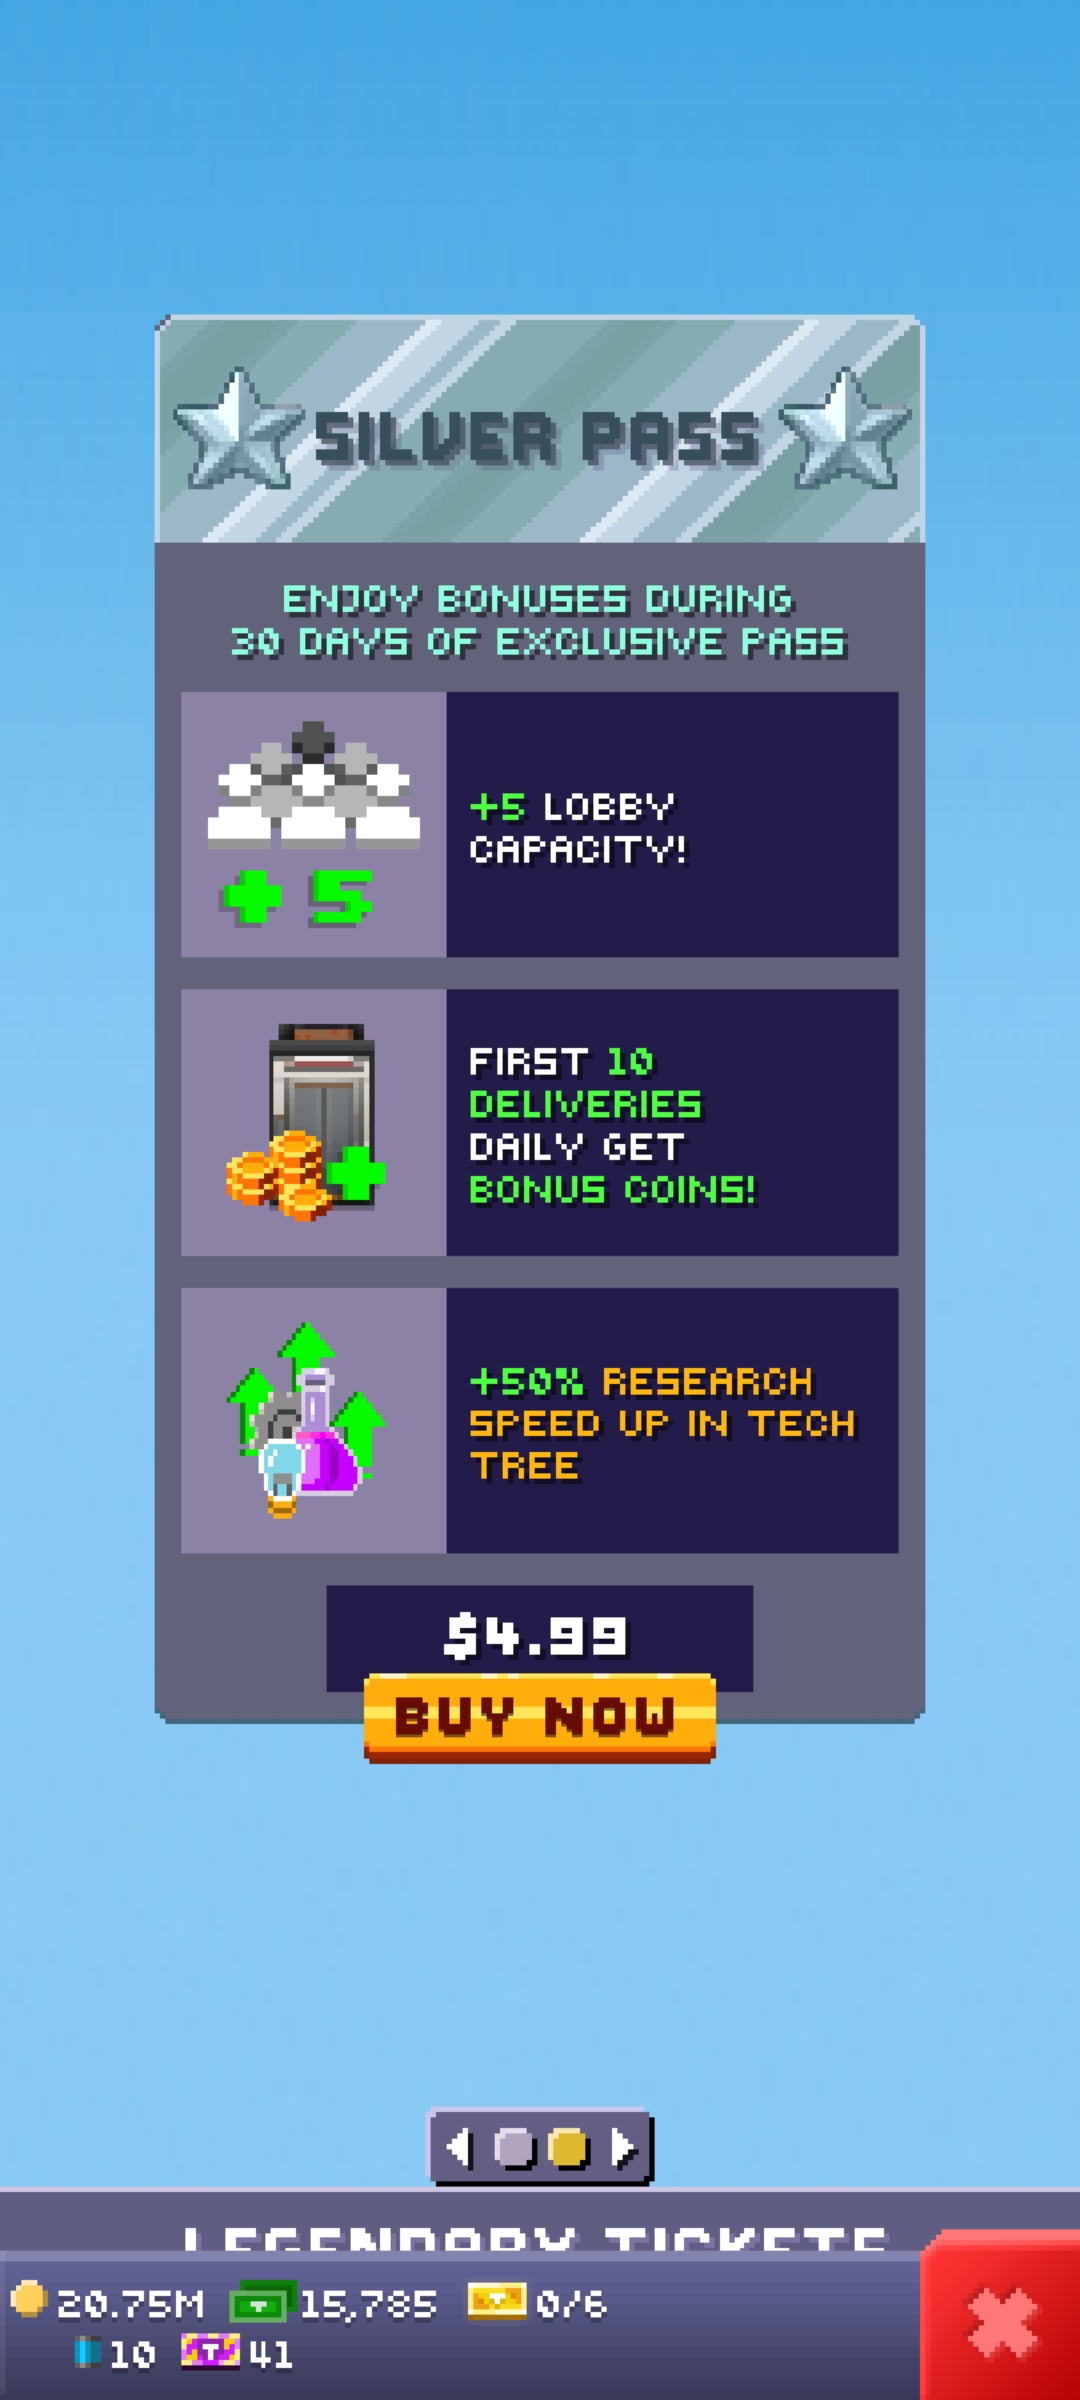 SILVER PASS
ENJOY BONUSES DURING
30 DAYS OF EXCLUSIVE PASS
+5 LOBBY
CAPACITY!
+5
FIRST 10
DELIVERIES
DAILY GET
BONUS COINS!
+50% RESEARCH
SPEED UP IN TECH
TREE
$4.99
BUY NOW
LEGENDARY TICKETS
20.75M 15,785 0/6
10 41